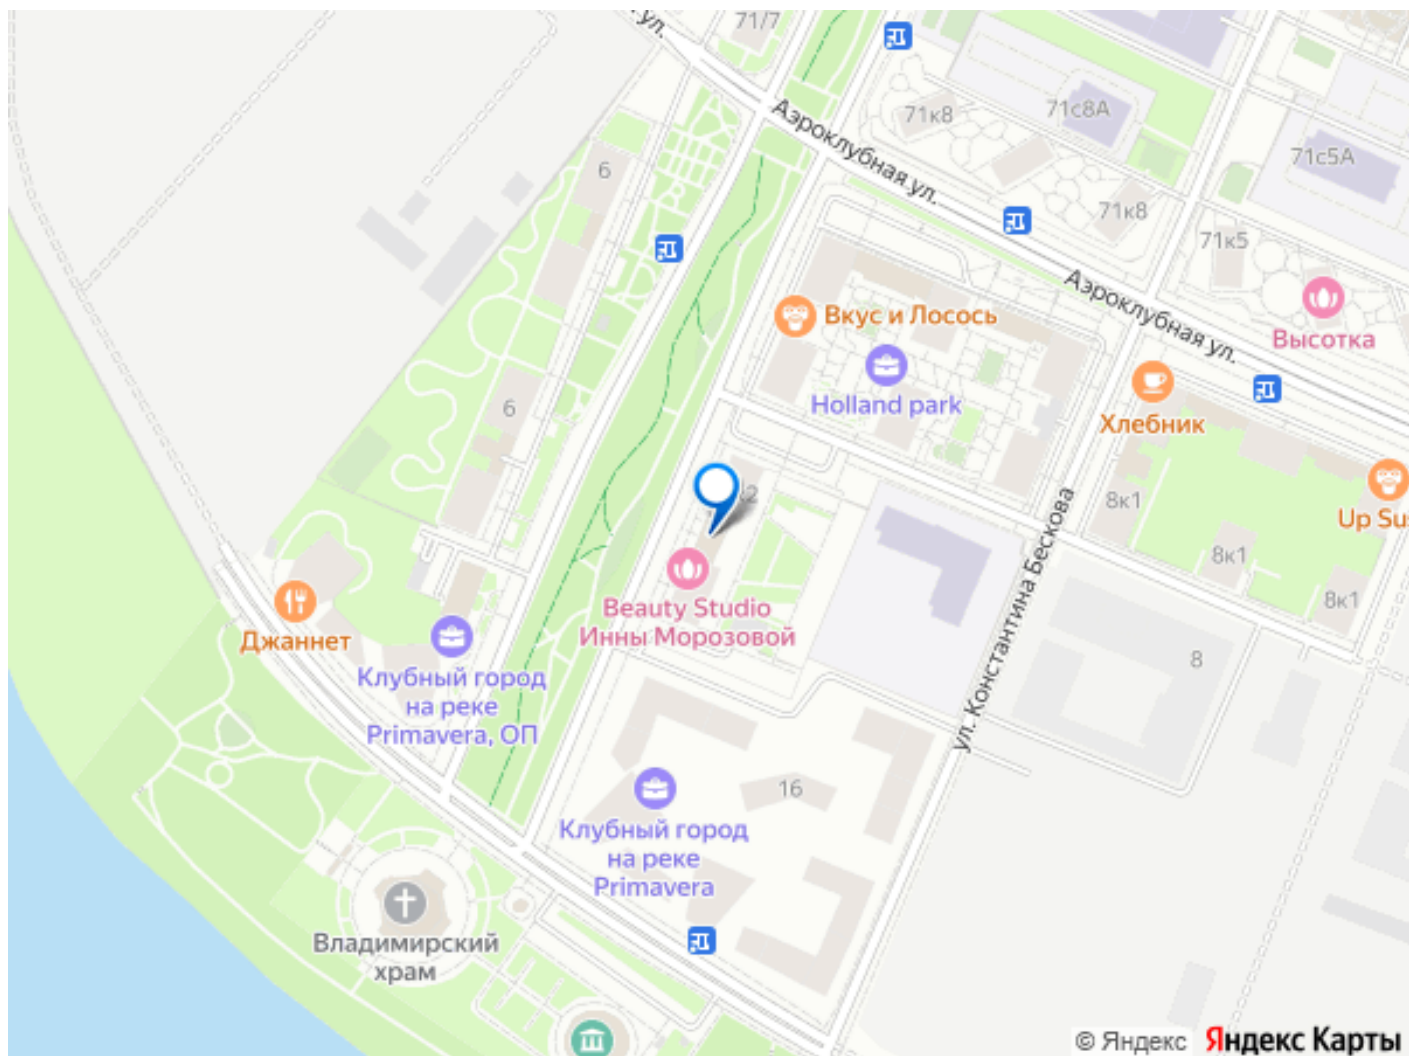 71/7
ул.
Аэроклубная ул.
71к8
71с8А
71с5А
6
71к8
71к5
Вкус и Лосось
Аэроклубная ул.
Высотка
Holland park
Хлебник
6
8к1
Up Sus
ул. Константина Бескова
8к1
8к1
Beauty Studio
Инны Морозовой
Джаннет
8
Клубный город
на реке
Primavera, ОП
16
Клубный город
на реке
Primavera
Владимирский
храм
© Яндекс Яндекс Карты